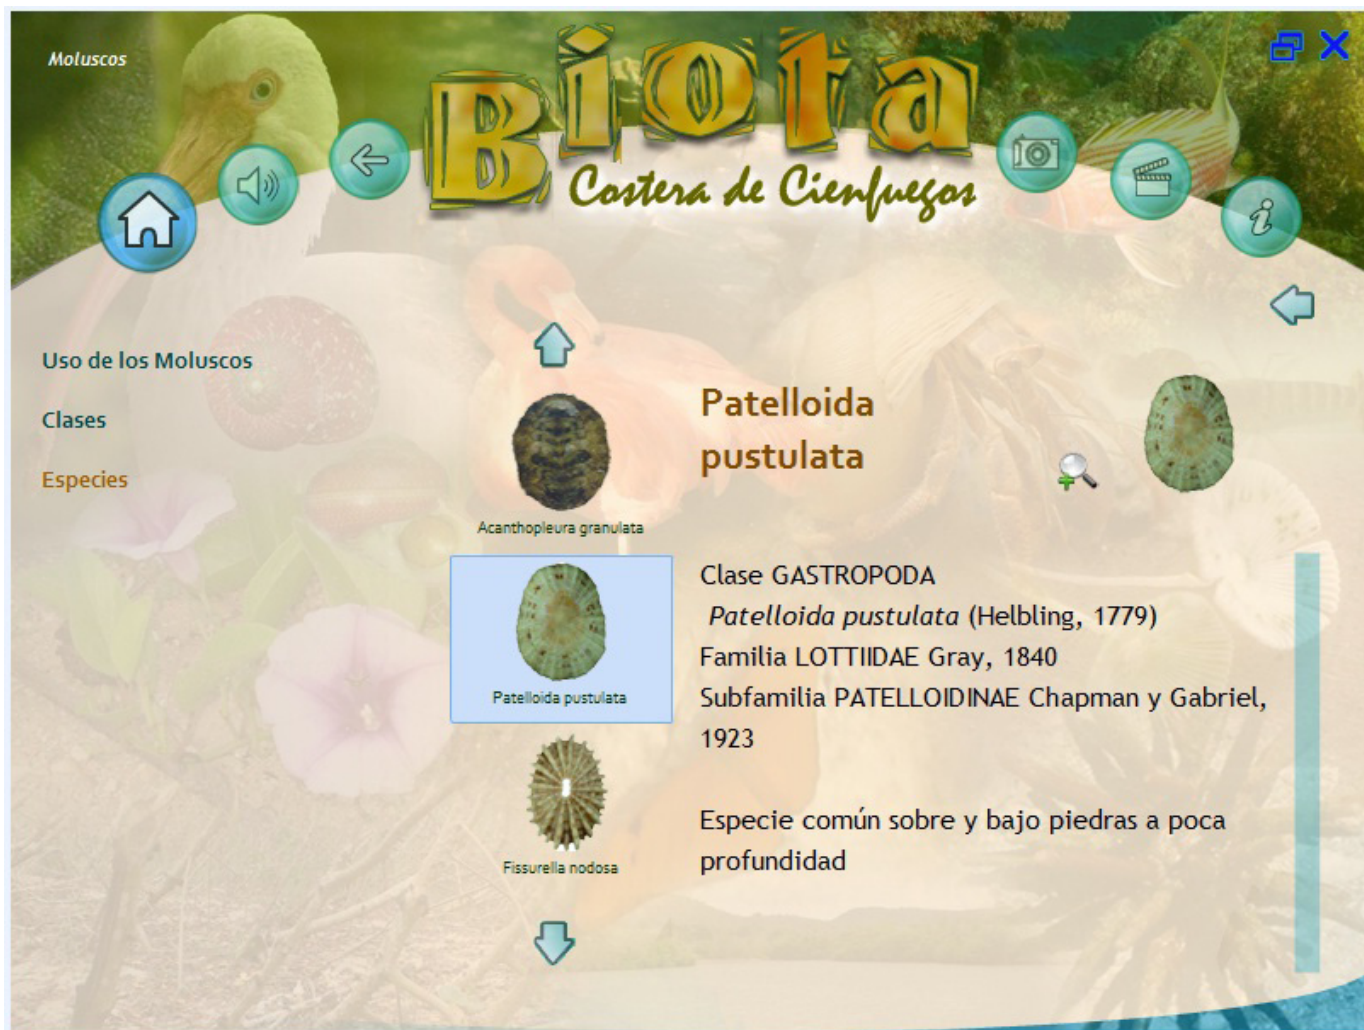 Moluscos
Biota
Costera de Cienfuegos
Uso de los Moluscos
Clases
Especies
Acanthopleura granulata
Patelloida pustulata
Fissurella nodosa
Patelloida
pustulata
Clase GASTROPODA
Patelloida pustulata (Helbling, 1779)
Familia LOTTIIDAE Gray, 1840
Subfamilia PATELLOIDINAE Chapman y Gabriel,
1923
Especie común sobre y bajo piedras a poca
profundidad